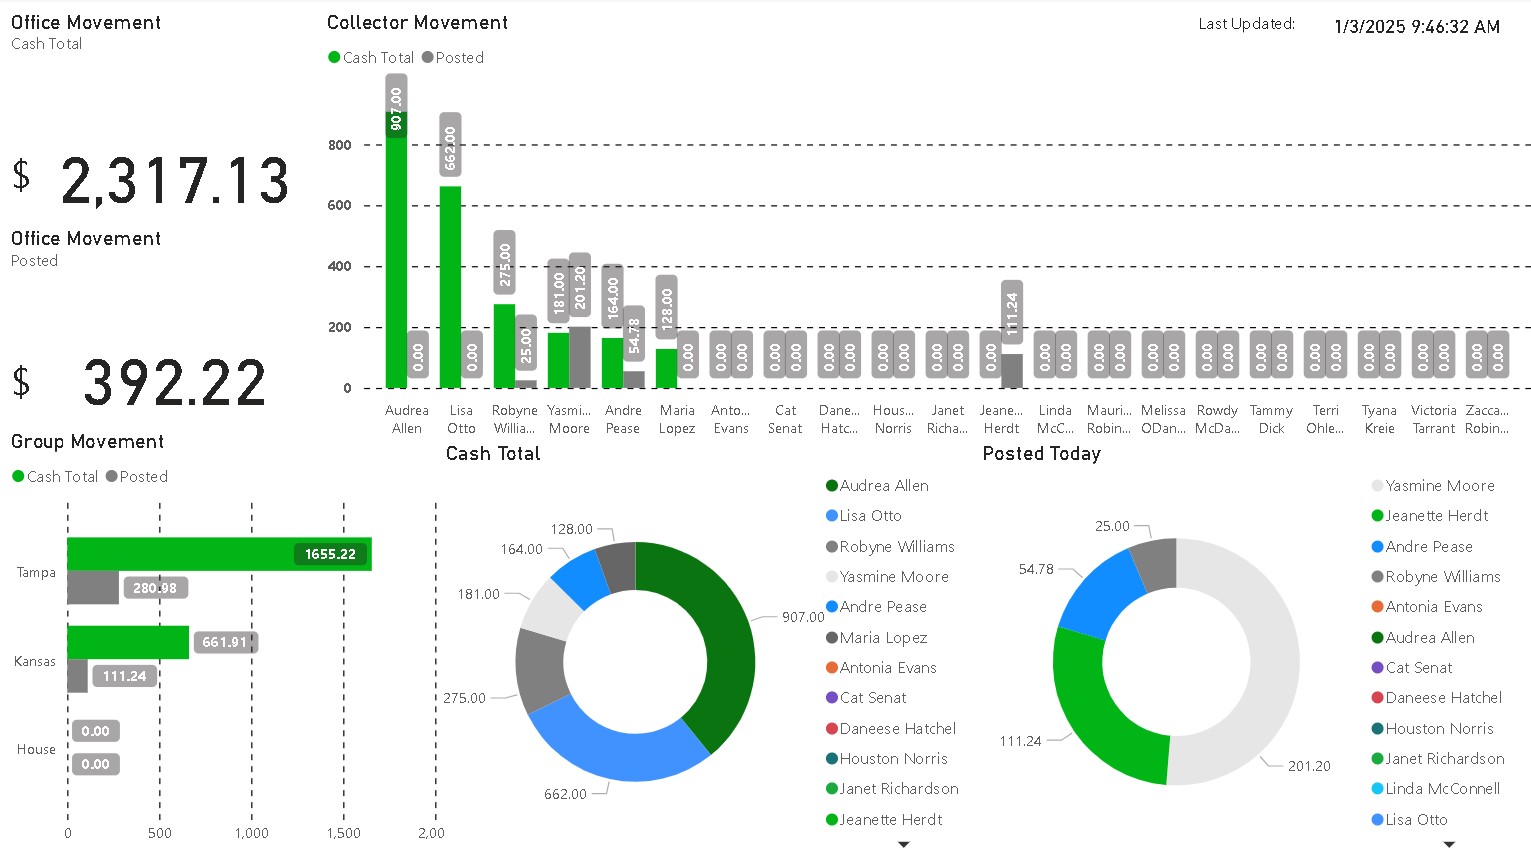 Office Movement
Cash Total
$ 2,317.13
Office Movement
Posted
$ 392.22
Collector Movement
Cash Total Posted
Last Updated: 1/3/2025 9:46:32 AM
800
600
400
200
0
907.00 0.00 662.00 0.00 275.00 25.00 181.00 201.20 164.00 54.78 128.00 0.00 0.00 0.00 0.00 0.00 0.00 0.00 0.00 0.00 0.00 0.00 0.00 111.24 0.00 0.00 0.00 0.00 0.00 0.00 0.00 0.00 0.00 0.00 0.00 0.00 0.00 0.00 0.00 0.00 0.00 0.00
Audrea Lisa Robyne Yasmi... Andre Maria Anto... Cat Dane... Hous... Janet Jeane... Linda Mauri... Melissa Rowdy Tammy Terri Tyana Victoria Zacca...
Allen Otto Willia... Moore Pease Lopez Evans Senat Hatc... Norris Richa... Herdt McC... Robin... ODan... McDa... Dick Ohle... Kreie Tarrant Robin...
Group Movement
Cash Total Posted
Tampa
1655.22
280.98
Kansas
661.91
111.24
House
0.00
0.00
0 500 1,000 1,500 2,00
Cash Total
128.00
164.00
181.00
275.00
662.00
907.00
Audrea Allen
Lisa Otto
Robyne Williams
Yasmine Moore
Andre Pease
Maria Lopez
Antonia Evans
Cat Senat
Daneese Hatchel
Houston Norris
Janet Richardson
Jeanette Herdt
Posted Today
25.00
54.78
111.24
201.20
Yasmine Moore
Jeanette Herdt
Andre Pease
Robyne Williams
Antonia Evans
Audrea Allen
Cat Senat
Daneese Hatchel
Houston Norris
Janet Richardson
Linda McConnell
Lisa Otto